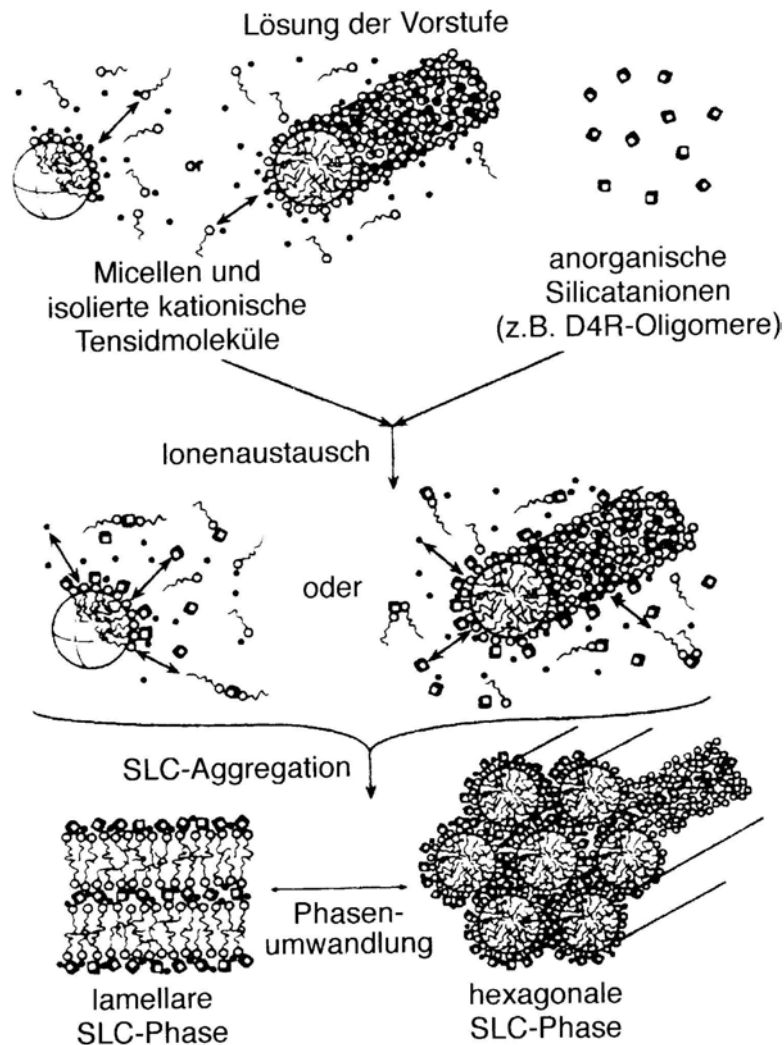 Lösung der Vorstufe
or
Micellen und
isolierte kationische
Tensidmoleküle
anorganische
Silicatanionen
(z.B. D4R-Oligomere)
Ionenaustausch
oder
SLC-Aggregation
Phasen-
umwandlung
lamellare
SLC-Phase
hexagonale
SLC-Phase